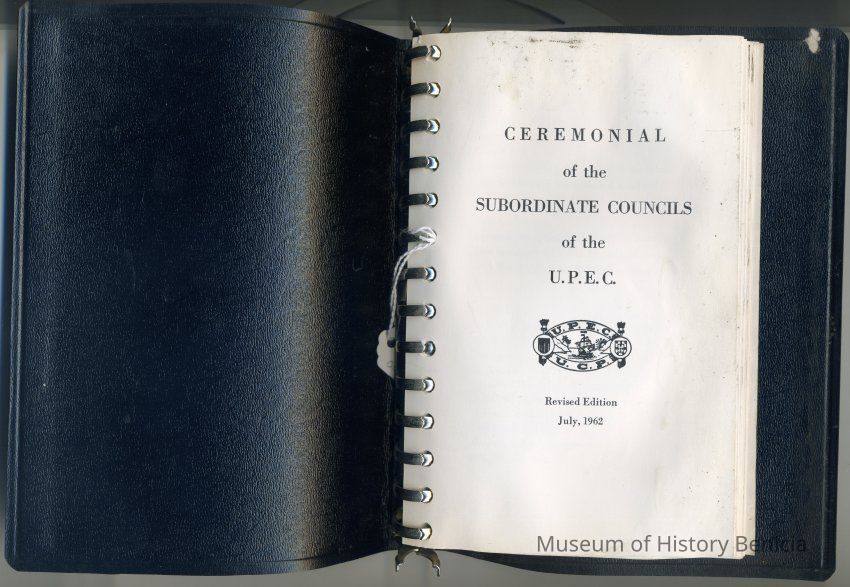 CEREMONIAL
of the
SUBORDINATE COUNCILS
of the
U.P.E.C.
U.P.E.C.
U.C.P.
Revised Edition
July, 1962
Museum of History Benicia